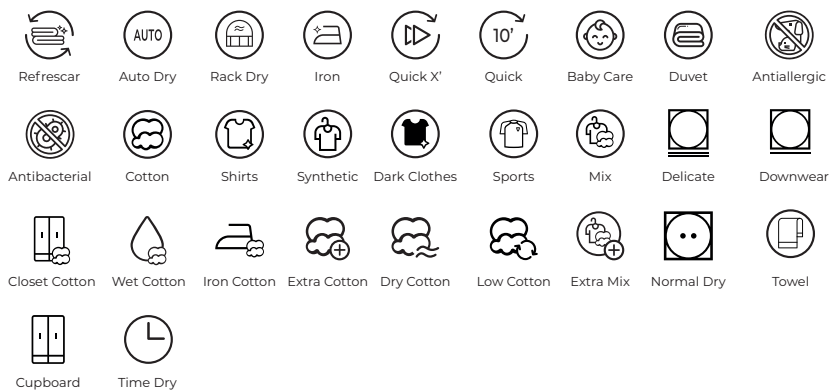 AUTO
10’
Refrescar Auto Dry Rack Dry Iron Quick X’ Quick Baby Care Duvet Antiallergic
Antibacterial Cotton Shirts Synthetic Dark Clothes Sports Mix Delicate Downwear
Closet Cotton Wet Cotton Iron Cotton Extra Cotton Dry Cotton Low Cotton Extra Mix Normal Dry Towel
Cupboard Time Dry